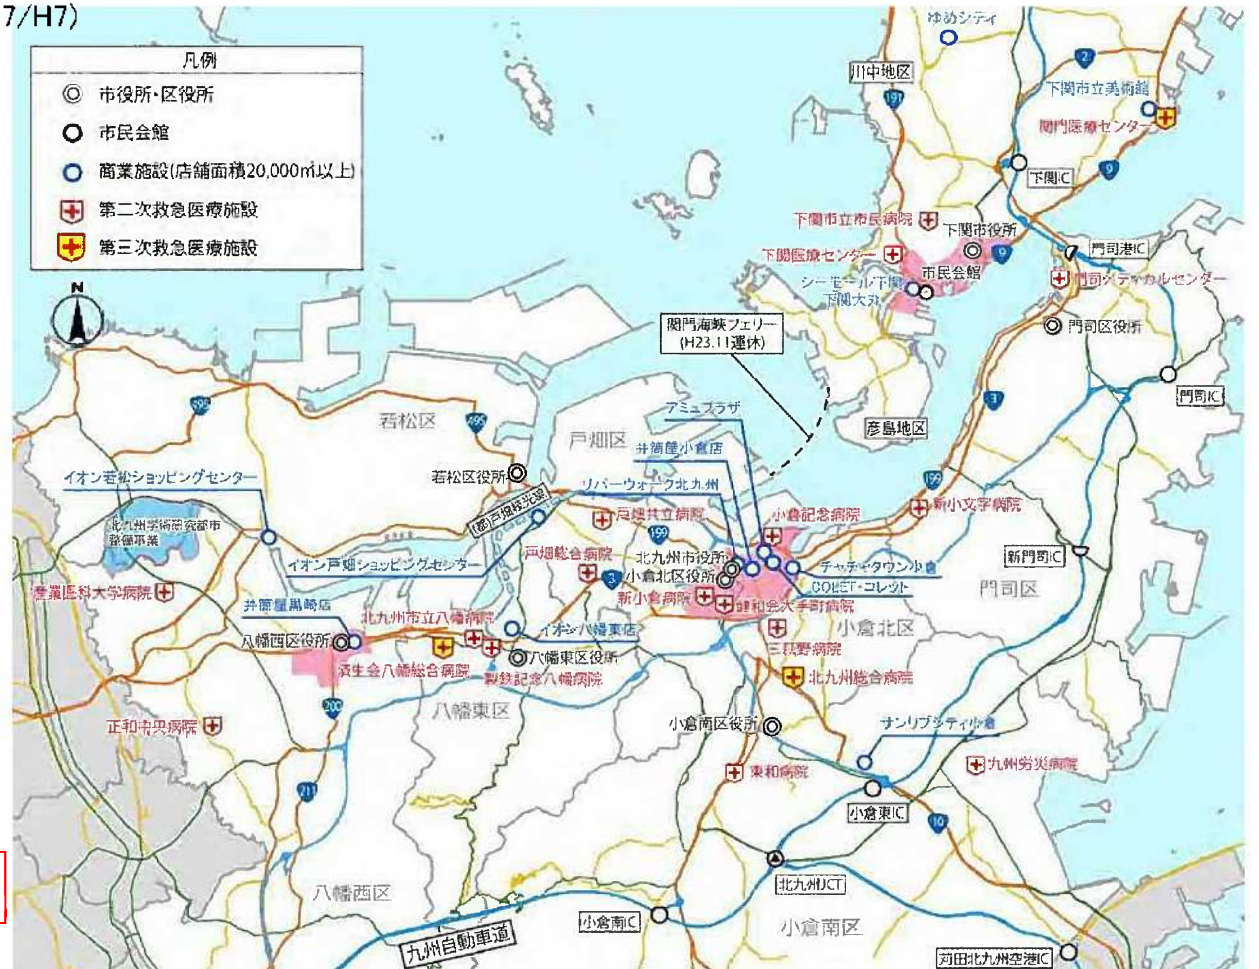 7/H7)
凡例
市役所・区役所
市民会館
商業施設(店舗面積20,000㎡以上)
第二次救急医療施設
第三次救急医療施設
N
ゆめシティ
川中地区
2
191
下関市立美術館
関門医療センター
9
下関IC
下関市立市民病院
下関市役所
下関医療センター
9
市民会館
シーモール下関
下関大丸
門司港IC
門司メディカルセンター
門司区役所
関門海峡フェリー
(H23.11運休)
門司IC
3
彦島地区
495
若松区
495
戸畑区
アミュプラザ
井筒屋小倉店
リバーウォーク北九州
イオン若松ショッピングセンター
若松区役所
(都)戸畑枝光線
199
新小文字病院
北九州学術研究都市
整備事業
戸畑共立病院
199
小倉記念病院
新門司IC
イオン戸畑ショッピングセンター
戸畑総合病院
3
北九州市役所
小倉北区役所
チャチャタウン小倉
COLET・コレット
門司区
産業医科大学病院
井筒屋黒崎店
北九州市立八幡病院
新小倉病院
健和会大手町病院
小倉北区
八幡西区役所
イオン八幡東店
三萩野病院
済生会八幡総合病院
八幡東区役所
製鉄記念八幡病院
北九州総合病院
200
八幡東区
正和中央病院
小倉南区役所
サンリブシティ小倉
東和病院
九州労災病院
211
小倉東IC
10
北九州JCT
八幡西区
小倉南IC
小倉南区
九州自動車道
苅田北九州空港IC